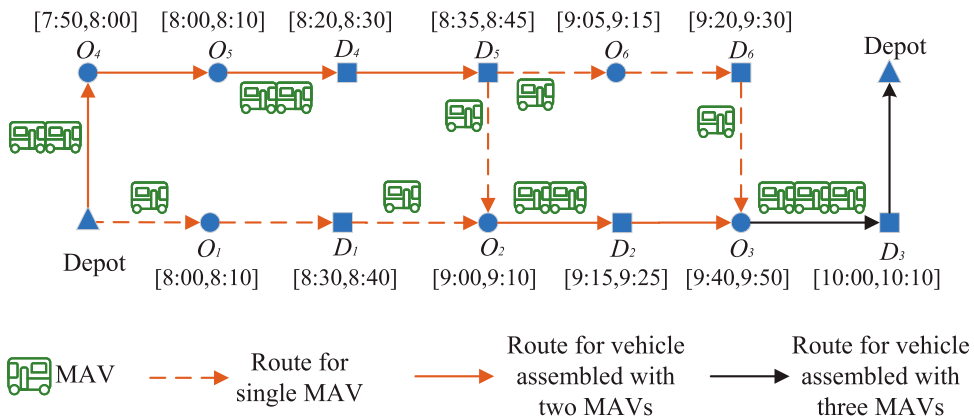 [7:50,8:00] [8:00,8:10] [8:20,8:30] [8:35,8:45] [9:05,9:15] [9:20,9:30]
O4 O5 D4 D5 O6 D6 Depot
Depot O1 D1 O2 D2 O3 D3
[8:00,8:10] [8:30,8:40] [9:00,9:10] [9:15,9:25] [9:40,9:50] [10:00,10:10]
MAV
Route for
single MAV
Route for vehicle
assembled with
two MAVs
Route for vehicle
assembled with
three MAVs